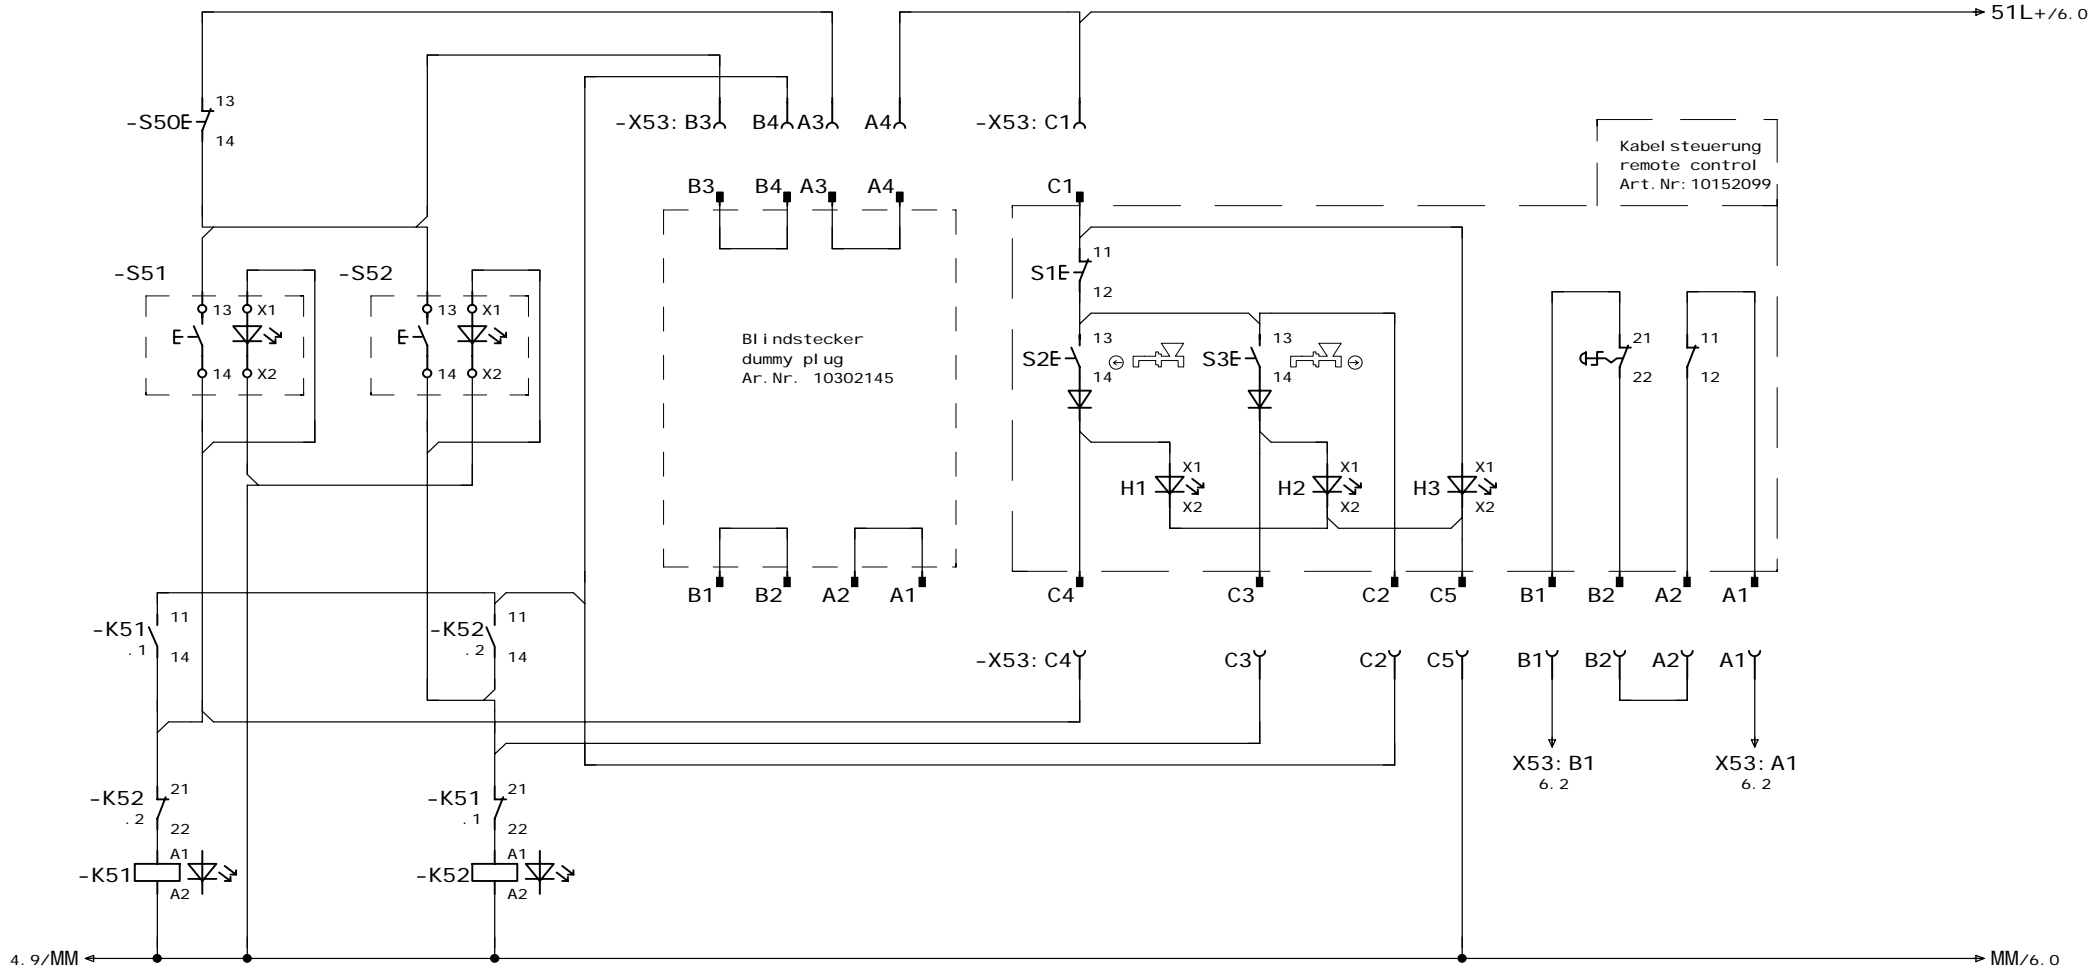 51L+/6.0
13
-S50
14
-X53: B3 B4 A3 A4 -X53: C1
Kabelsteuerung
remote control
Art.Nr: 10152099
B3 B4 A3 A4 C1
-S51 -S52
13 X1 13 X1
14 X2 14 X2
Blindstecker
dummy plug
Ar.Nr. 10302145
11
S1
12
13 13 21 11
S2 S3
14 14 22 12
X1 X1 X1
H1 H2 H3
X2 X2 X2
B1 B2 A2 A1 C4 C3 C2 C5 B1 B2 A2 A1
11 11
-K51 -K52
.1 14 .2 14
-X53: C4 C3 C2 C5 B1 B2 A2 A1
X53: B1 X53: A1
6.2 6.2
21 21
-K52 -K51
.2 22 .1 22
A1 A1
-K51 -K52
A2 A2
4.9/MM MM/6.0